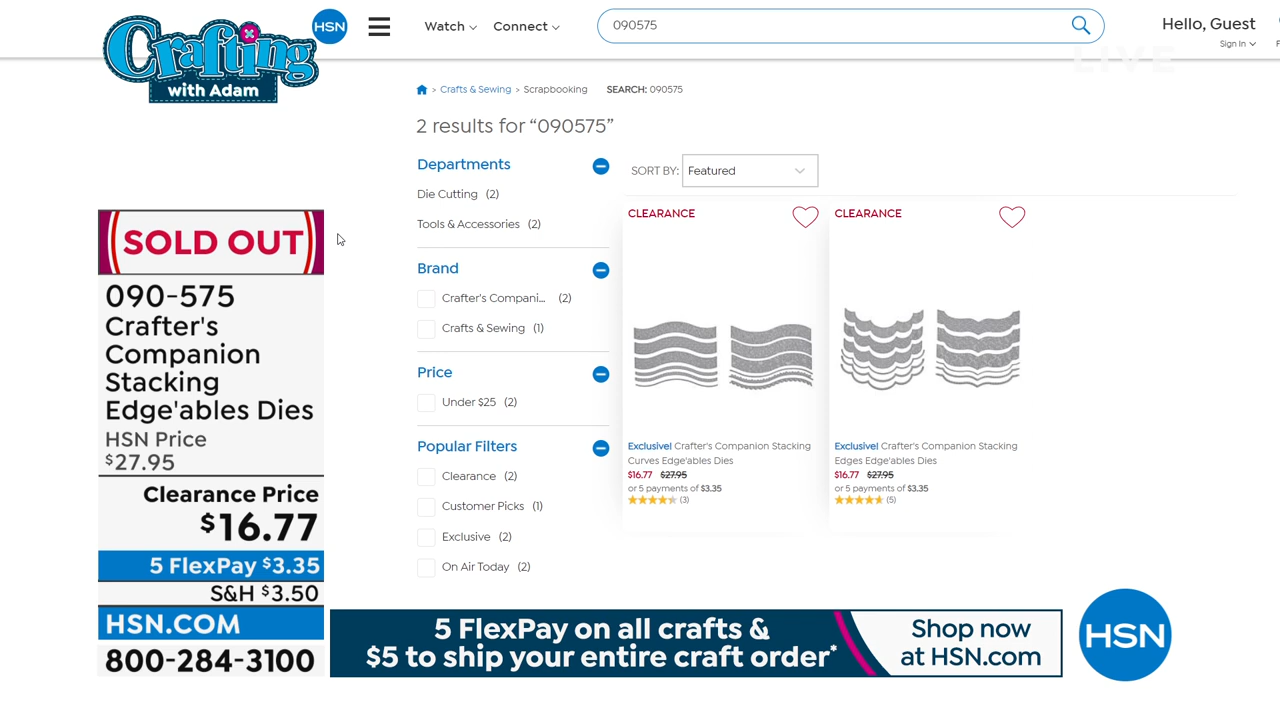 Crafting
with Adam
HSN
Watch
Connect
090575
Hello, Guest
Sign In
LIVE
> Crafts & Sewing > Scrapbooking SEARCH: 090575
2 results for “090575”
Departments
Die Cutting (2)
Tools & Accessories (2)
Brand
Crafter's Compani... (2)
Crafts & Sewing (1)
Price
Under $25 (2)
Popular Filters
Clearance (2)
Customer Picks (1)
Exclusive (2)
On Air Today (2)
SORT BY: Featured
CLEARANCE
Exclusive! Crafter's Companion Stacking
Curves Edge'ables Dies
$16.77 $27.95
or 5 payments of $3.35
(3)
CLEARANCE
Exclusive! Crafter's Companion Stacking
Edges Edge'ables Dies
$16.77 $27.95
or 5 payments of $3.35
(5)
SOLD OUT
090-575
Crafter's
Companion
Stacking
Edge'ables Dies
HSN Price
$27.95
Clearance Price
$16.77
5 FlexPay $3.35
S&H $3.50
HSN.COM
800-284-3100
5 FlexPay on all crafts &
$5 to ship your entire craft order*
Shop now
at HSN.com
HSN